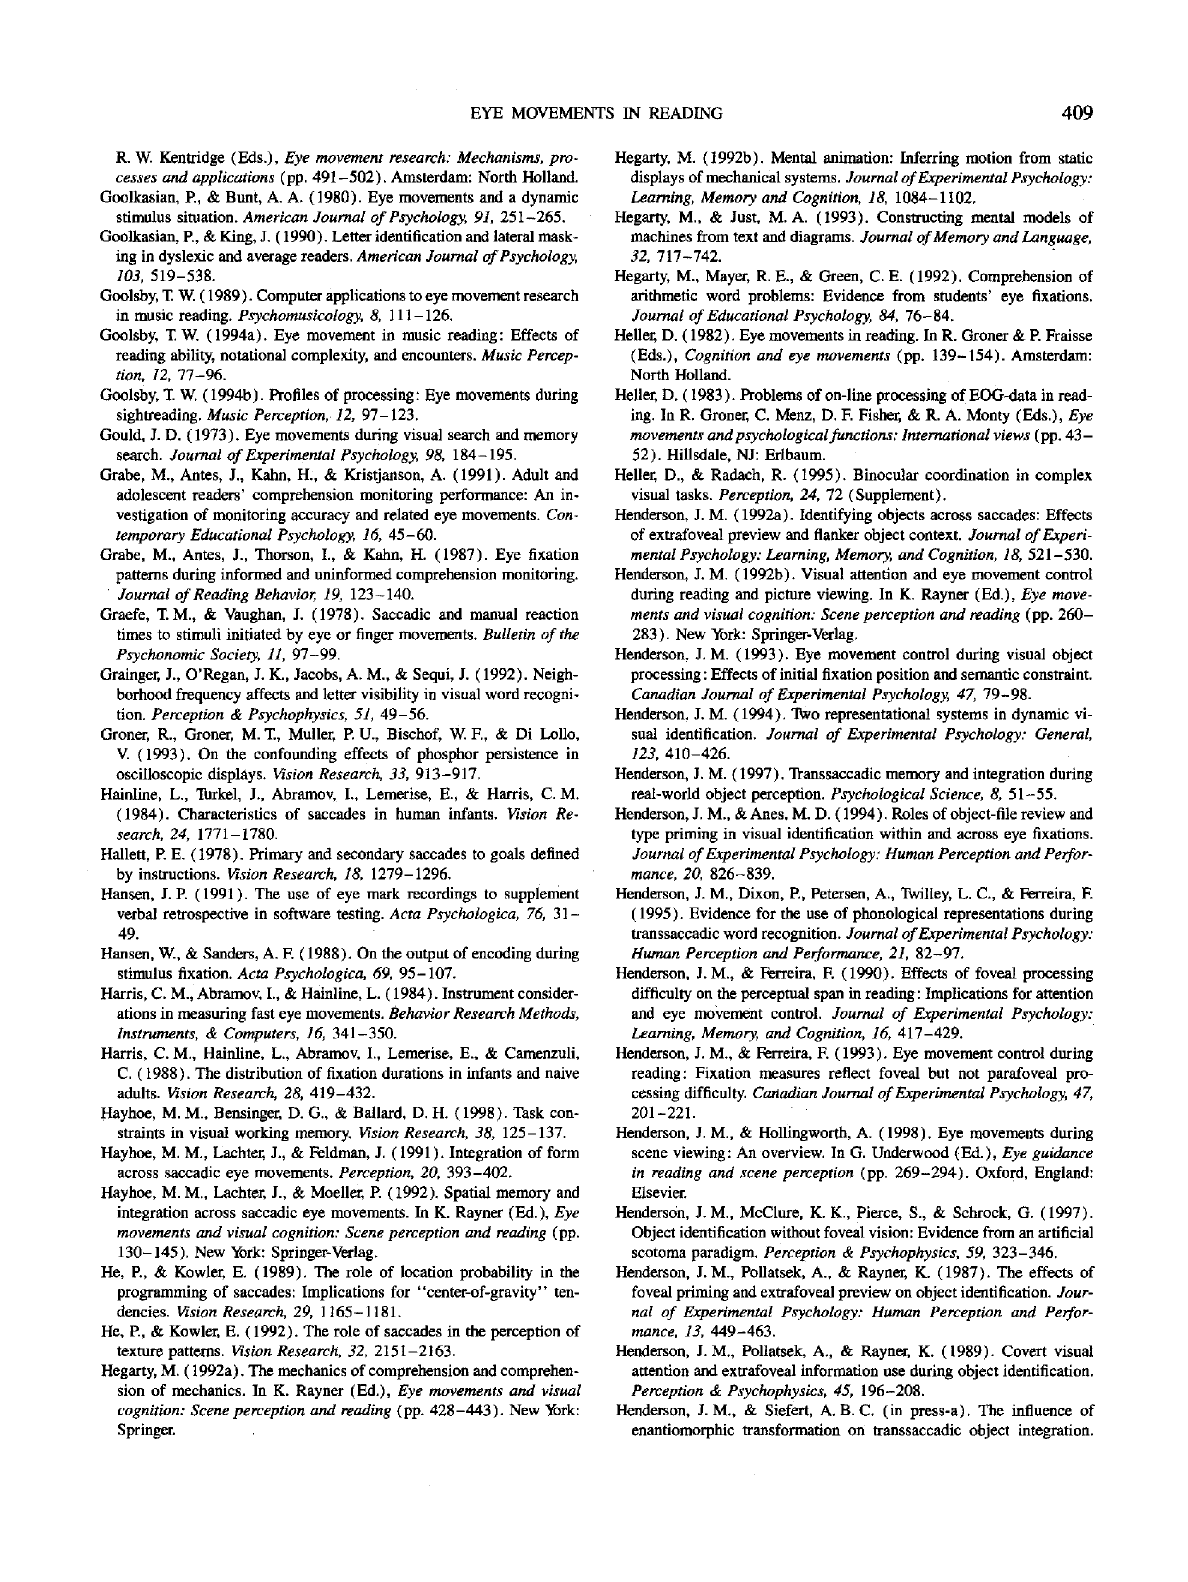 EYE MOVEMENTS IN READING 409
R. W. Kentridge (Eds.), Eye movement research: Mechanisms, pro-
cesses and applications (pp. 491–502). Amsterdam: North Holland.
Goolkasian, P., & Bunt, A. A. (1980). Eye movements and a dynamic
stimulus situation. American Journal of Psychology, 91, 251–265.
Goolkasian, P., & King, J. (1990). Letter identification and lateral mask-
ing in dyslexic and average readers. American Journal of Psychology,
103, 519–538.
Goolsby, T. W. (1989). Computer applications to eye movement research
in music reading. Psychomusicology, 8, 111–126.
Goolsby, T. W. (1994a). Eye movement in music reading: Effects of
reading ability, notational complexity, and encounters. Music Percep-
tion, 12, 77–96.
Goolsby, T. W. (1994b). Profiles of processing: Eye movements during
sightreading. Music Perception, 12, 97–123.
Gould, J. D. (1973). Eye movements during visual search and memory
search. Journal of Experimental Psychology, 98, 184–195.
Grabe, M., Antes, J., Kahn, H., & Kristjanson, A. (1991). Adult and
adolescent readers' comprehension monitoring performance: An in-
vestigation of monitoring accuracy and related eye movements. Con-
temporary Educational Psychology, 16, 45–60.
Grabe, M., Antes, J., Thorson, I., & Kahn, H. (1987). Eye fixation
patterns during informed and uninformed comprehension monitoring.
Journal of Reading Behavior, 19, 123–140.
Graefe, T. M., & Vaughan, J. (1978). Saccadic and manual reaction
times to stimuli initiated by eye or finger movements. Bulletin of the
Psychonomic Society, 11, 97–99.
Grainger, J., O'Regan, J. K., Jacobs, A. M., & Sequi, J. (1992). Neigh-
borhood frequency affects and letter visibility in visual word recogni-
tion. Perception & Psychophysics, 51, 49–56.
Groner, R., Groner, M. T., Muller, P. U., Bischof, W. F., & Di Lollo,
V. (1993). On the confounding effects of phosphor persistence in
oscilloscopic displays. Vision Research, 33, 913–917.
Hainline, L., Turkel, J., Abramov, I., Lemerise, E., & Harris, C. M.
(1984). Characteristics of saccades in human infants. Vision Re-
search, 24, 1771–1780.
Hallett, P. E. (1978). Primary and secondary saccades to goals defined
by instructions. Vision Research, 18, 1279–1296.
Hansen, J. P. (1991). The use of eye mark recordings to supplement
verbal retrospective in software testing. Acta Psychologica, 76, 31–
49.
Hansen, W., & Sanders, A. F. (1988). On the output of encoding during
stimulus fixation. Acta Psychologica, 69, 95–107.
Harris, C. M., Abramov, I., & Hainline, L. (1984). Instrument consider-
ations in measuring fast eye movements. Behavior Research Methods,
Instruments, & Computers, 16, 341–350.
Harris, C. M., Hainline, L., Abramov, I., Lemerise, E., & Camenzuli,
C. (1988). The distribution of fixation durations in infants and naive
adults. Vision Research, 28, 419–432.
Hayhoe, M. M., Bensinger, D. G., & Ballard, D. H. (1998). Task con-
straints in visual working memory. Vision Research, 38, 125–137.
Hayhoe, M. M., Lachter, J., & Feldman, J. (1991). Integration of form
across saccadic eye movements. Perception, 20, 393–402.
Hayhoe, M. M., Lachter, J., & Moeller, P. (1992). Spatial memory and
integration across saccadic eye movements. In K. Rayner (Ed.), Eye
movements and visual cognition: Scene perception and reading (pp.
130–145). New York: Springer-Verlag.
He, P., & Kowler, E. (1989). The role of location probability in the
programming of saccades: Implications for "center-of-gravity" ten-
dencies. Vision Research, 29, 1165–1181.
He, P., & Kowler, E. (1992). The role of saccades in the perception of
texture patterns. Vision Research, 32, 2151–2163.
Hegarty, M. (1992a). The mechanics of comprehension and comprehen-
sion of mechanics. In K. Rayner (Ed.), Eye movements and visual
cognition: Scene perception and reading (pp. 428–443). New York:
Springer.
Hegarty, M. (1992b). Mental animation: Inferring motion from static
displays of mechanical systems. Journal of Experimental Psychology:
Learning, Memory and Cognition, 18, 1084–1102.
Hegarty, M., & Just, M. A. (1993). Constructing mental models of
machines from text and diagrams. Journal of Memory and Language,
32, 717–742.
Hegarty, M., Mayer, R. E., & Green, C. E. (1992). Comprehension of
arithmetic word problems: Evidence from students' eye fixations.
Journal of Educational Psychology, 84, 76–84.
Heller, D. (1982). Eye movements in reading. In R. Groner & P. Fraisse
(Eds.), Cognition and eye movements (pp. 139–154). Amsterdam:
North Holland.
Heller, D. (1983). Problems of on-line processing of EOG-data in read-
ing. In R. Groner, C. Menz, D. F. Fisher, & R. A. Monty (Eds.), Eye
movements and psychological functions: International views (pp. 43–
52). Hillsdale, NJ: Erlbaum.
Heller, D., & Radach, R. (1995). Binocular coordination in complex
visual tasks. Perception, 24, 72 (Supplement).
Henderson, J. M. (1992a). Identifying objects across saccades: Effects
of extrafoveal preview and flanker object context. Journal of Experi-
mental Psychology: Learning, Memory, and Cognition, 18, 521–530.
Henderson, J. M. (1992b). Visual attention and eye movement control
during reading and picture viewing. In K. Rayner (Ed.), Eye move-
ments and visual cognition: Scene perception and reading (pp. 260–
283). New York: Springer-Verlag.
Henderson, J. M. (1993). Eye movement control during visual object
processing: Effects of initial fixation position and semantic constraint.
Canadian Journal of Experimental Psychology, 47, 79–98.
Henderson, J. M. (1994). Two representational systems in dynamic vi-
sual identification. Journal of Experimental Psychology: General,
123, 410–426.
Henderson, J. M. (1997). Transsaccadic memory and integration during
real-world object perception. Psychological Science, 8, 51–55.
Henderson, J. M., & Anes, M. D. (1994). Roles of object-file review and
type priming in visual identification within and across eye fixations.
Journal of Experimental Psychology: Human Perception and Perfor-
mance, 20, 826–839.
Henderson, J. M., Dixon, P., Petersen, A., Twilley, L. C., & Ferreira, F.
(1995). Evidence for the use of phonological representations during
transsaccadic word recognition. Journal of Experimental Psychology:
Human Perception and Performance, 21, 82–97.
Henderson, J. M., & Ferreira, F. (1990). Effects of foveal processing
difficulty on the perceptual span in reading: Implications for attention
and eye movement control. Journal of Experimental Psychology:
Learning, Memory, and Cognition, 16, 417–429.
Henderson, J. M., & Ferreira, F. (1993). Eye movement control during
reading: Fixation measures reflect foveal but not parafoveal pro-
cessing difficulty. Canadian Journal of Experimental Psychology, 47,
201–221.
Henderson, J. M., & Hollingworth, A. (1998). Eye movements during
scene viewing: An overview. In G. Underwood (Ed.), Eye guidance
in reading and scene perception (pp. 269–294). Oxford, England:
Elsevier.
Henderson, J. M., McClure, K. K., Pierce, S., & Schrock, G. (1997).
Object identification without foveal vision: Evidence from an artificial
scotoma paradigm. Perception & Psychophysics, 59, 323–346.
Henderson, J. M., Pollatsek, A., & Rayner, K. (1987). The effects of
foveal priming and extrafoveal preview on object identification. Jour-
nal of Experimental Psychology: Human Perception and Perfor-
mance, 13, 449–463.
Henderson, J. M., Pollatsek, A., & Rayner, K. (1989). Covert visual
attention and extrafoveal information use during object identification.
Perception & Psychophysics, 45, 196–208.
Henderson, J. M., & Siefert, A. B. C. (in press-a). The influence of
enantiomorphic transformation on transsaccadic object integration.